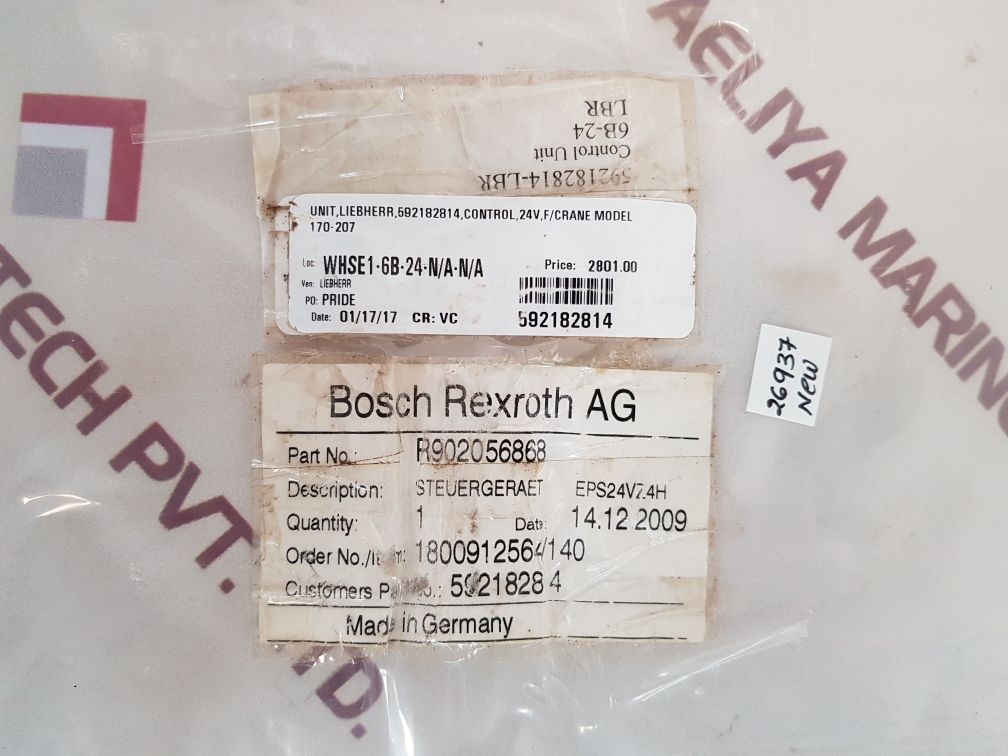 AELIYA MARINE
TECH PVT. LTD.
LBR
6B-24
Control Unit
592182814-LBR
UNIT,LIEBHERR,592182814,CONTROL,24V,F/CRANE MODEL
170-207
Loc: WHSE1-6B-24-N/A-N/A
Price: 2801.00
Ven: LIEBHERR
PO: PRIDE
Date: 01/17/17 CR: VC
592182814
26937
NEW
Bosch Rexroth AG
Part No.: R902056868
Description: STEUERGERAET EPS24VZ4H
Quantity: 1 Date: 14.12.2009
Order No./Item: 1800912564/140
Customers Part No.:
Made in Germany